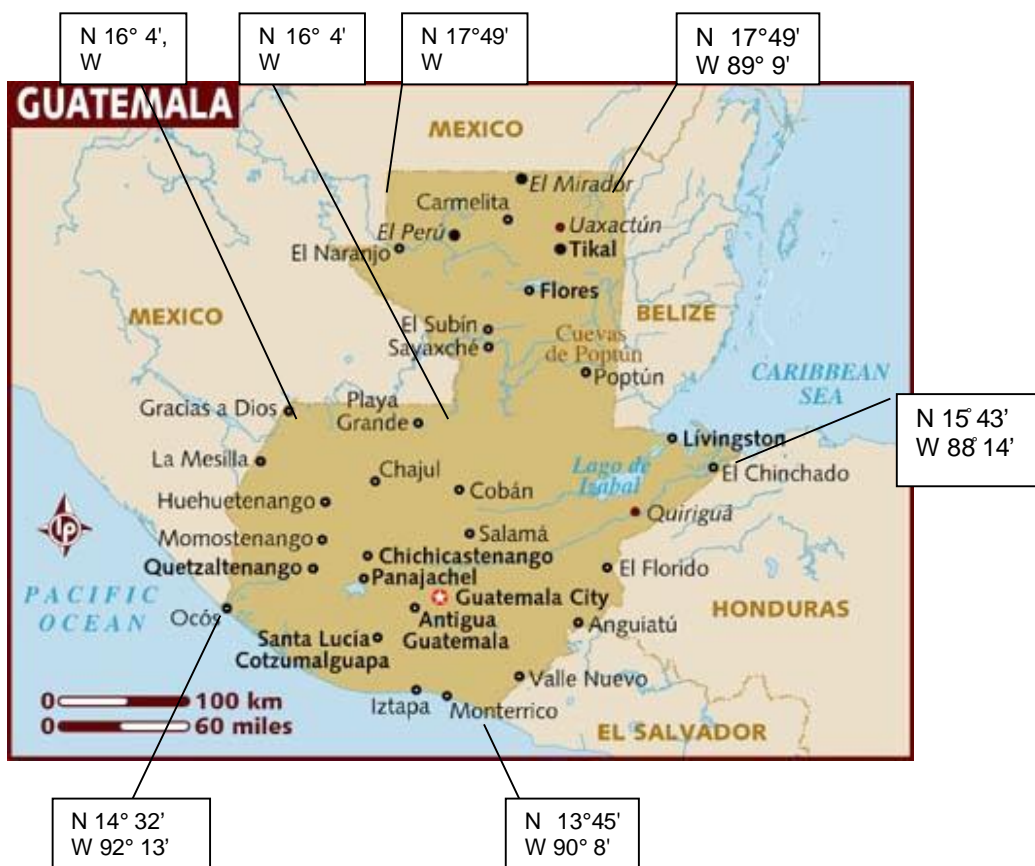 N 16° 4',
W
N 16° 4'
W
N 17°49'
W
N 17°49'
W 89° 9'
GUATEMALA
MEXICO
El Mirador
Carmelita
Uaxactún
El Perú
El Naranjo
Tikal
Flores
MEXICO
BELIZE
El Subín
Sayaxché
Cuevas
de Poptún
Poptún
CARIBBEAN
SEA
Gracias a Dios
Playa
Grande
N 15° 43’
W 88° 14’
Lívingston
La Mesilla
Chajul
Lago de
Izabal
El Chinchado
Huehuetenango
Cobán
Quiriguá
LP
Momostenango
Salamá
Chichicastenango
Quetzaltenango
Panajachel
El Florido
PACIFIC
OCEAN
Guatemala City
HONDURAS
Ocós
Antigua
Guatemala
Anguiatú
Santa Lucía
Cotzumalguapa
Valle Nuevo
0 100 km
0 60 miles
Iztapa
Monterrico
EL SALVADOR
N 14° 32’
W 92° 13’
N 13°45'
W 90° 8’